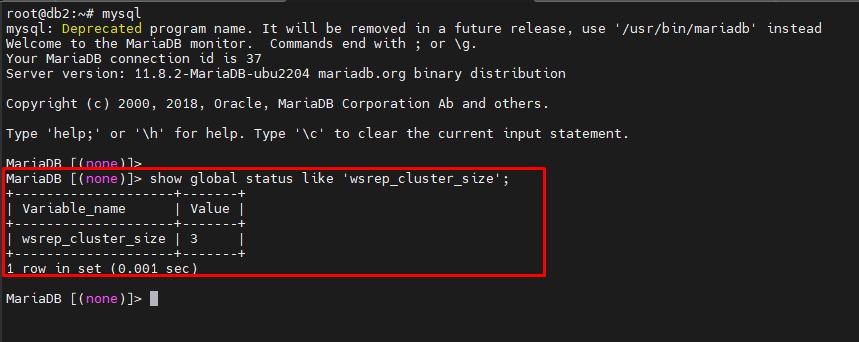 root@db2:~# mysql
mysql: Deprecated program name. It will be removed in a future release, use '/usr/bin/mariadb' instead
Welcome to the MariaDB monitor.  Commands end with ; or \g.
Your MariaDB connection id is 37
Server version: 11.8.2-MariaDB-ubu2204 mariadb.org binary distribution

Copyright (c) 2000, 2018, Oracle, MariaDB Corporation Ab and others.

Type 'help;' or '\h' for help. Type '\c' to clear the current input statement.

MariaDB [(none)]>
MariaDB [(none)]> show global status like 'wsrep_cluster_size';
+--------------------+-------+
| Variable_name      | Value |
+--------------------+-------+
| wsrep_cluster_size | 3     |
+--------------------+-------+
1 row in set (0.001 sec)

MariaDB [(none)]>